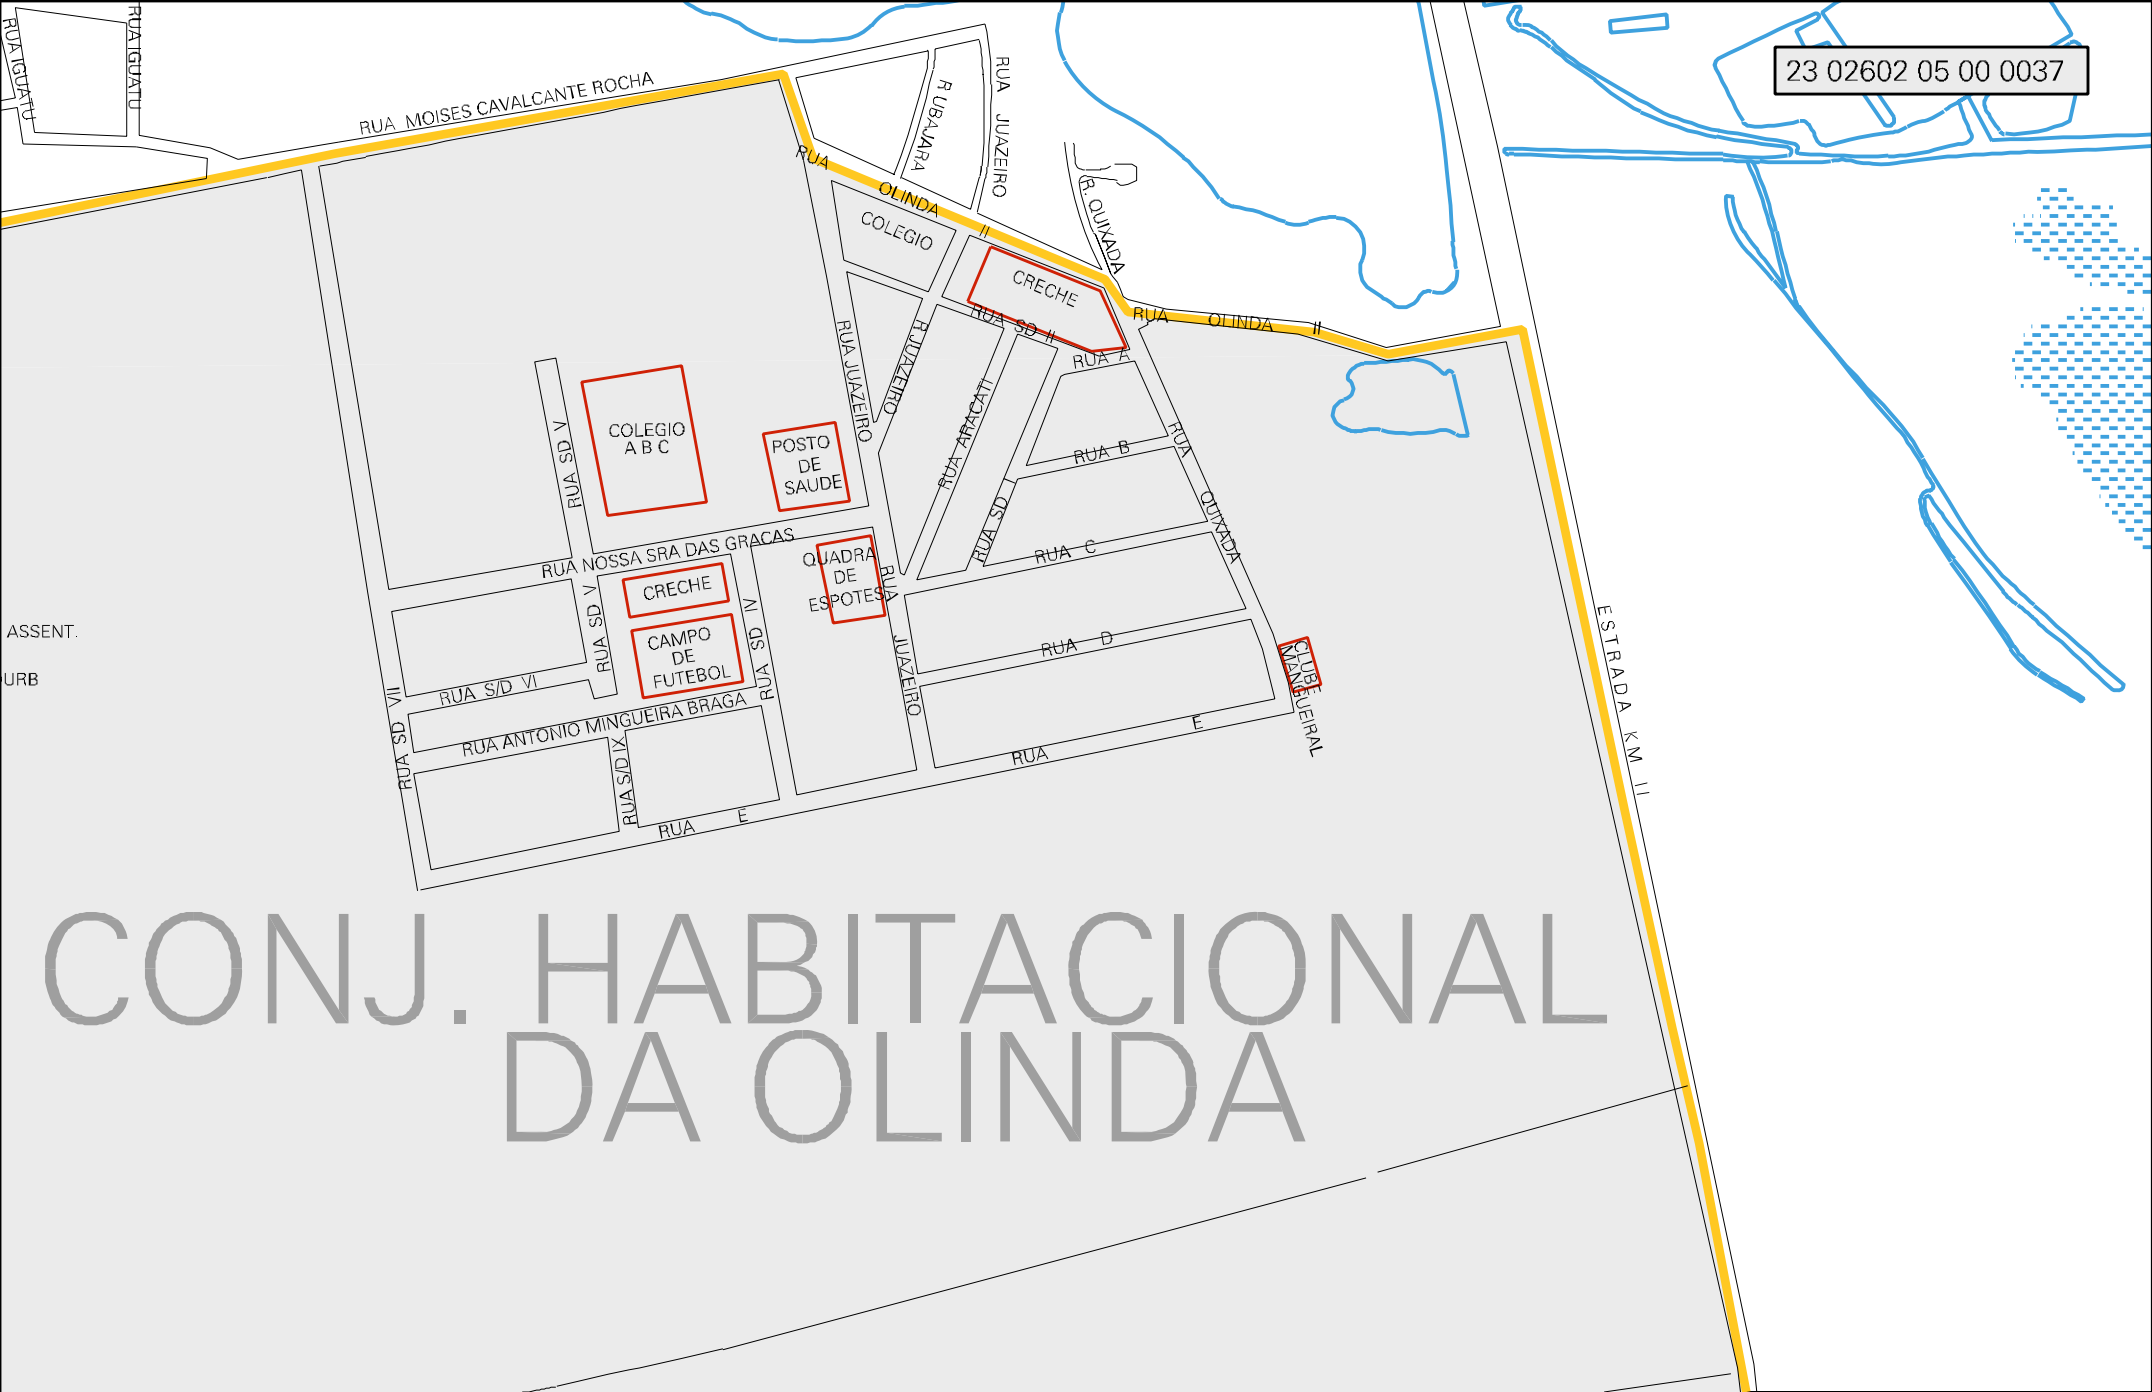 RUA IGUATU
RUA IGUATU
RUA MOISES CAVALCANTE ROCHA
R UBAJARA
RUA JUAZEIRO
23 02602 05 00 0037
RUA OLINDA II
R. QUIXADA
COLEGIO
CRECHE
RUA SD II
RUA OLINDA II
RUA JUAZEIRO
R JUAZEIRO
RUA A
RUA ARACATI
RUA SD V
COLEGIO
A B C
POSTO
DE
SAUDE
RUA B
RUA QUIXADA
RUA SD I
RUA C
RUA NOSSA SRA DAS GRACAS
QUADRA
DE
ESPOTES
RUA JUAZEIRO
CRECHE
RUA SD V
RUA SD IV
CAMPO
DE
FUTEBOL
RUA D
CLUBE
MANGUEIRAL
ESTRADA KM II
ASSENT.
URB
RUA SD VII
RUA S/D VI
RUA ANTONIO MINGUEIRA BRAGA
RUA S/D IX
RUA E
RUA E
CONJ. HABITACIONAL
DA OLINDA